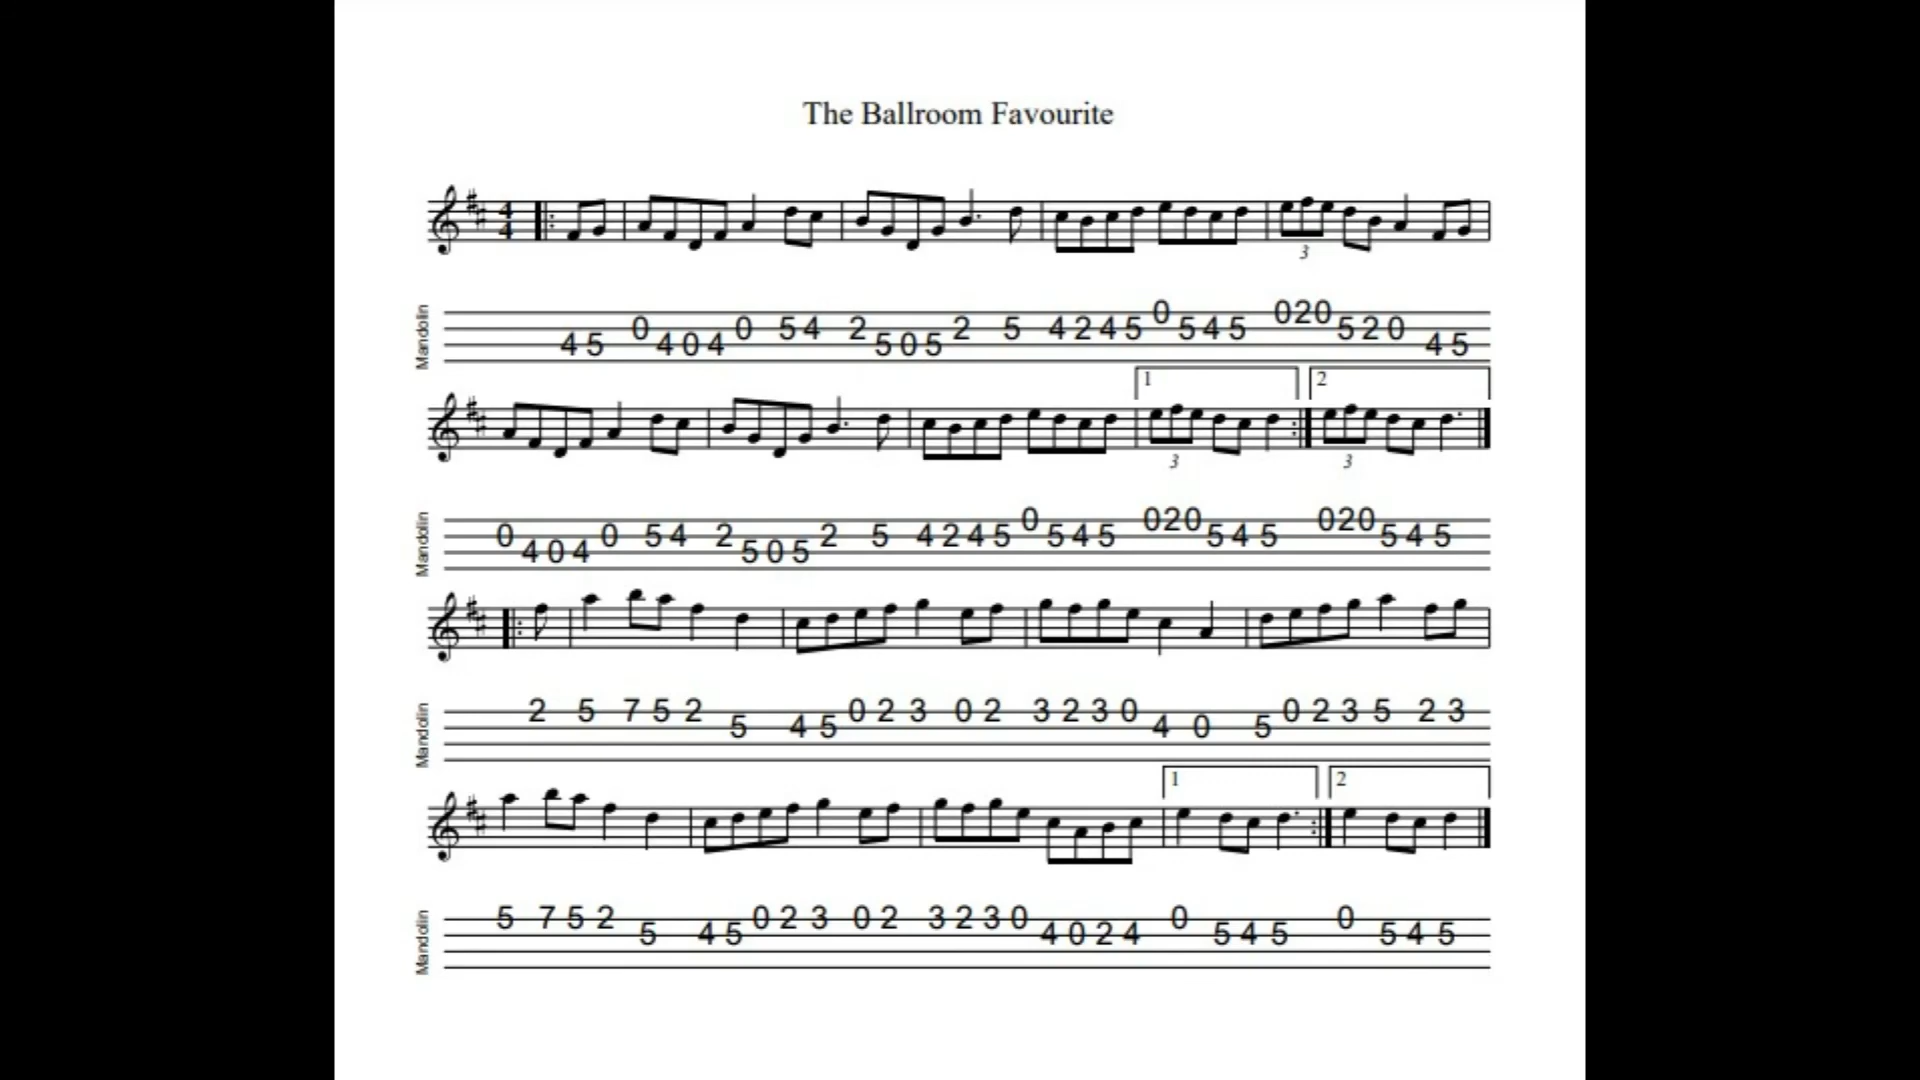 The Ballroom Favourite
4
4
3
Mandolin 4 5 0 4 0 4 0 5 4 2 5 0 5 2 5 4 2 4 5 0 5 4 5 0 2 0 5 2 0 4 5
1 2
3 3
Mandolin 0 4 0 4 0 5 4 2 5 0 5 2 5 4 2 4 5 0 5 4 5 0 2 0 5 4 5 0 2 0 5 4 5
Mandolin 2 5 7 5 2 5 4 5 0 2 3 0 2 3 2 3 0 4 0 5 0 2 3 5 2 3
1 2
Mandolin 5 7 5 2 5 4 5 0 2 3 0 2 3 2 3 0 4 0 2 4 0 5 4 5 0 5 4 5